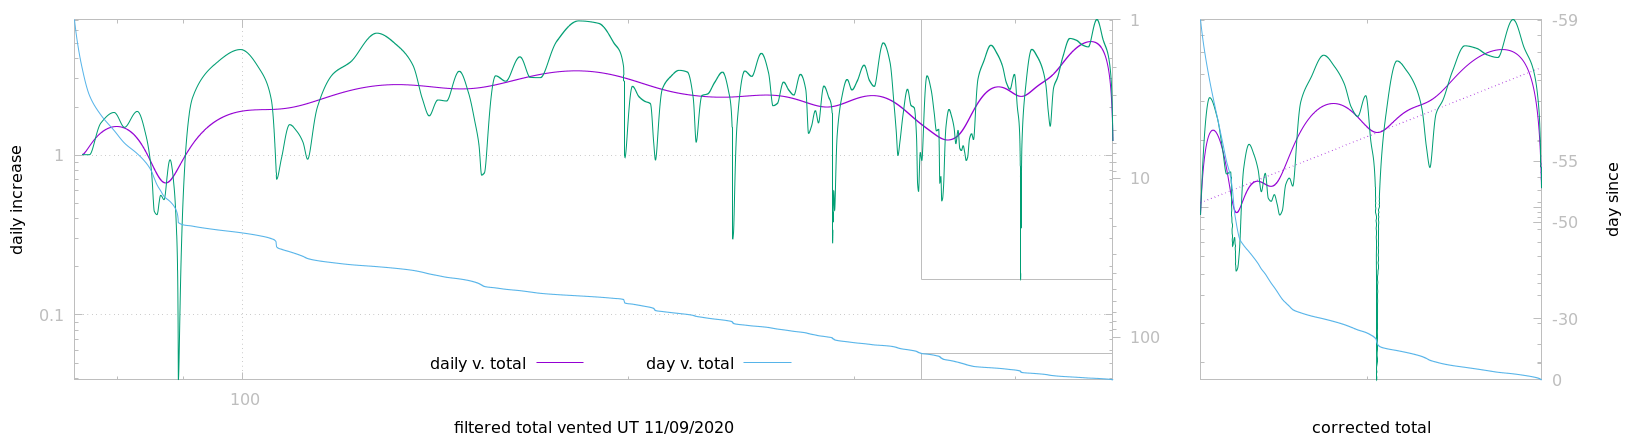 daily increase
1
0.1
100
filtered total vented UT 11/09/2020
daily v. total
day v. total
1
10
100
corrected total
-59
-55
-50
-30
0
day since